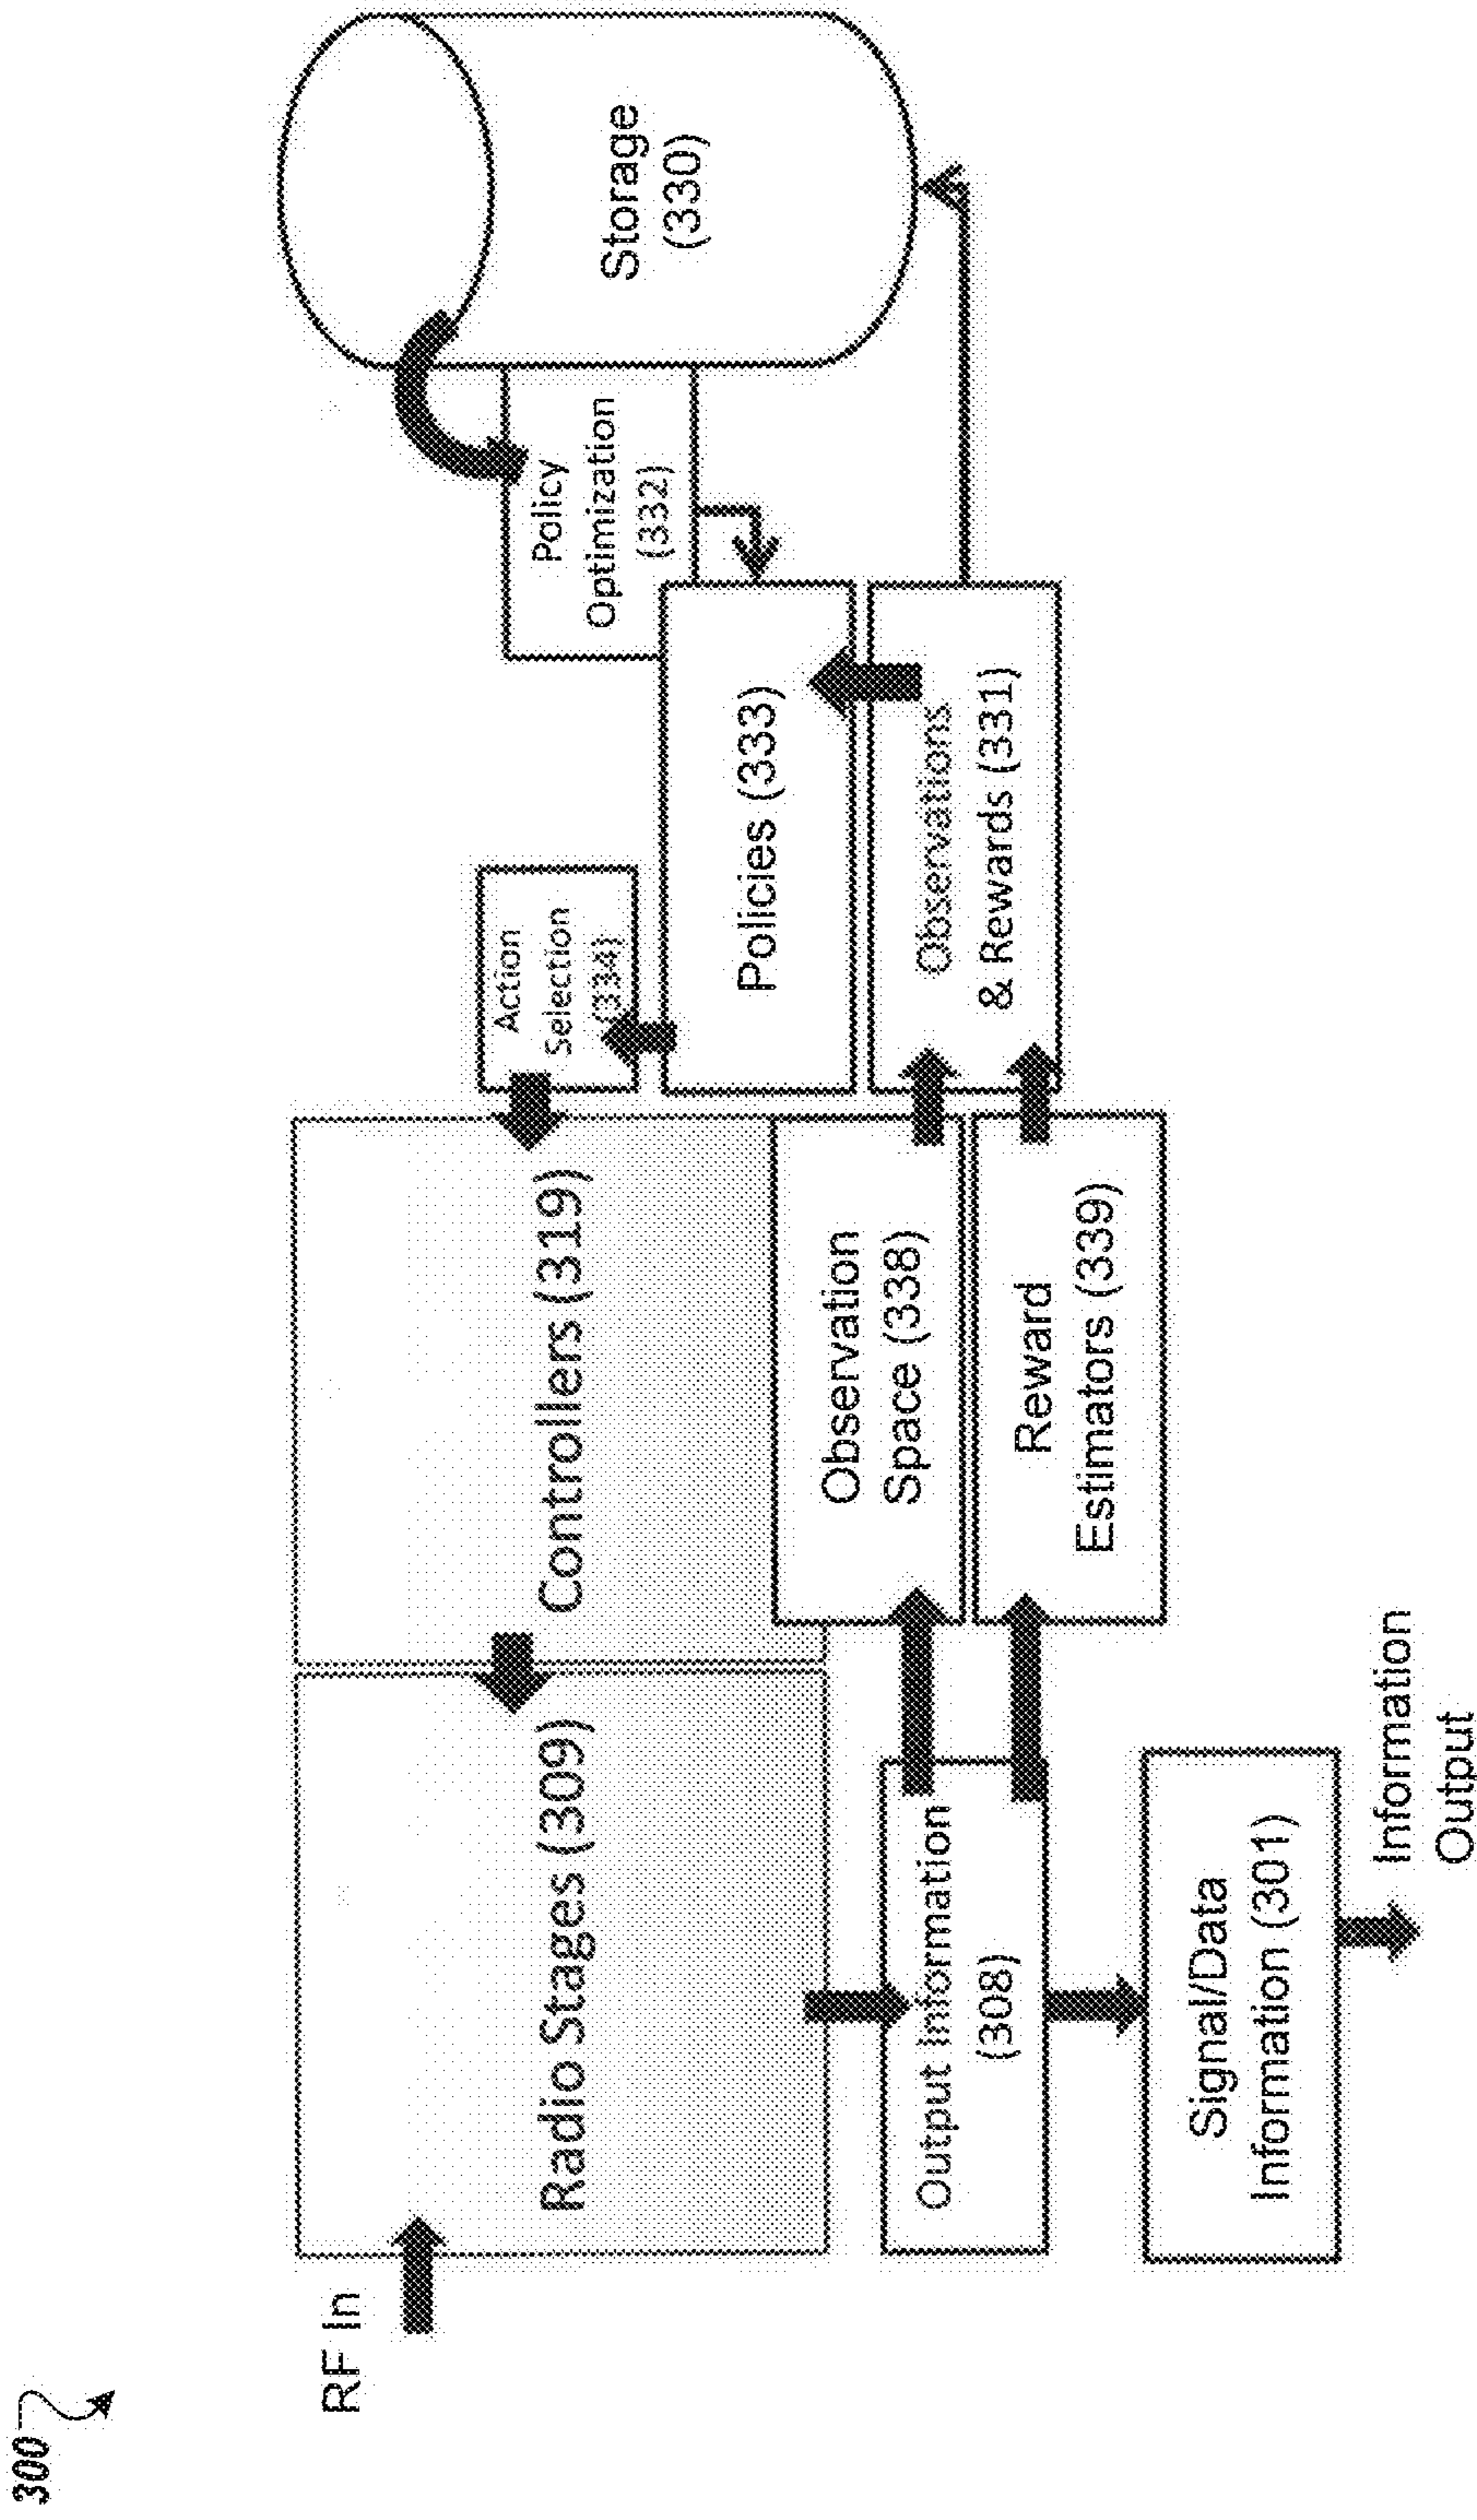 300
RF In
Radio Stages (309)
Controllers (319)
Action
Selection
(334)
Policy
Optimization
(332)
Storage
(330)
Policies (333)
Observations
& Rewards (331)
Observation
Space (338)
Reward
Estimators (339)
Output Information
(308)
Signal/Data
Information (301)
Information
Output